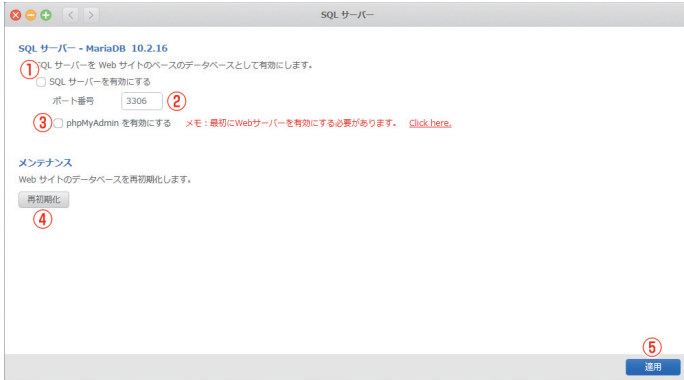 SQL サーバー
SQL サーバー - MariaDB 10.2.16
① SQL サーバーを Web サイトのベースのデータベースとして有効にします。
SQL サーバーを有効にする
ポート番号 3306 ②
③ phpMyAdmin を有効にする メモ：最初にWebサーバーを有効にする必要があります。 Click here.
メンテナンス
Web サイトのデータベースを再初期化します。
再初期化
④
⑤
適用